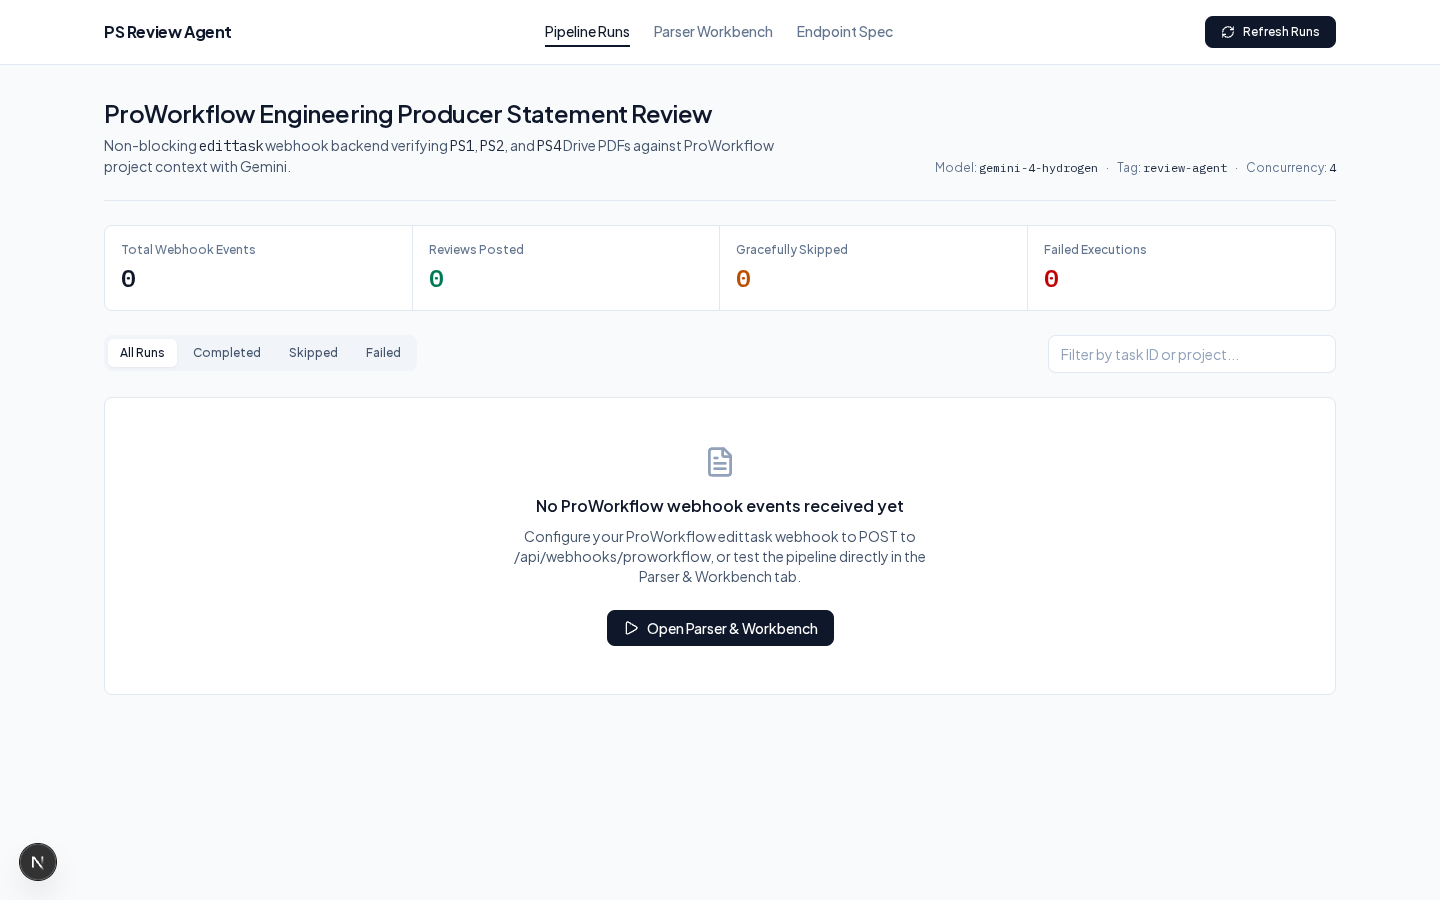 PS Review Agent
Pipeline Runs
Parser Workbench
Endpoint Spec
Refresh Runs
ProWorkflow Engineering Producer Statement Review
Non-blocking edittask webhook backend verifying PS1, PS2, and PS4 Drive PDFs against ProWorkflow
project context with Gemini.
Model: gemini-4-hydrogen · Tag: review-agent · Concurrency: 4
Total Webhook Events
0
Reviews Posted
0
Gracefully Skipped
0
Failed Executions
0
All Runs
Completed
Skipped
Failed
Filter by task ID or project...
No ProWorkflow webhook events received yet
Configure your ProWorkflow edittask webhook to POST to
/api/webhooks/proworkflow, or test the pipeline directly in the
Parser & Workbench tab.
Open Parser & Workbench
N